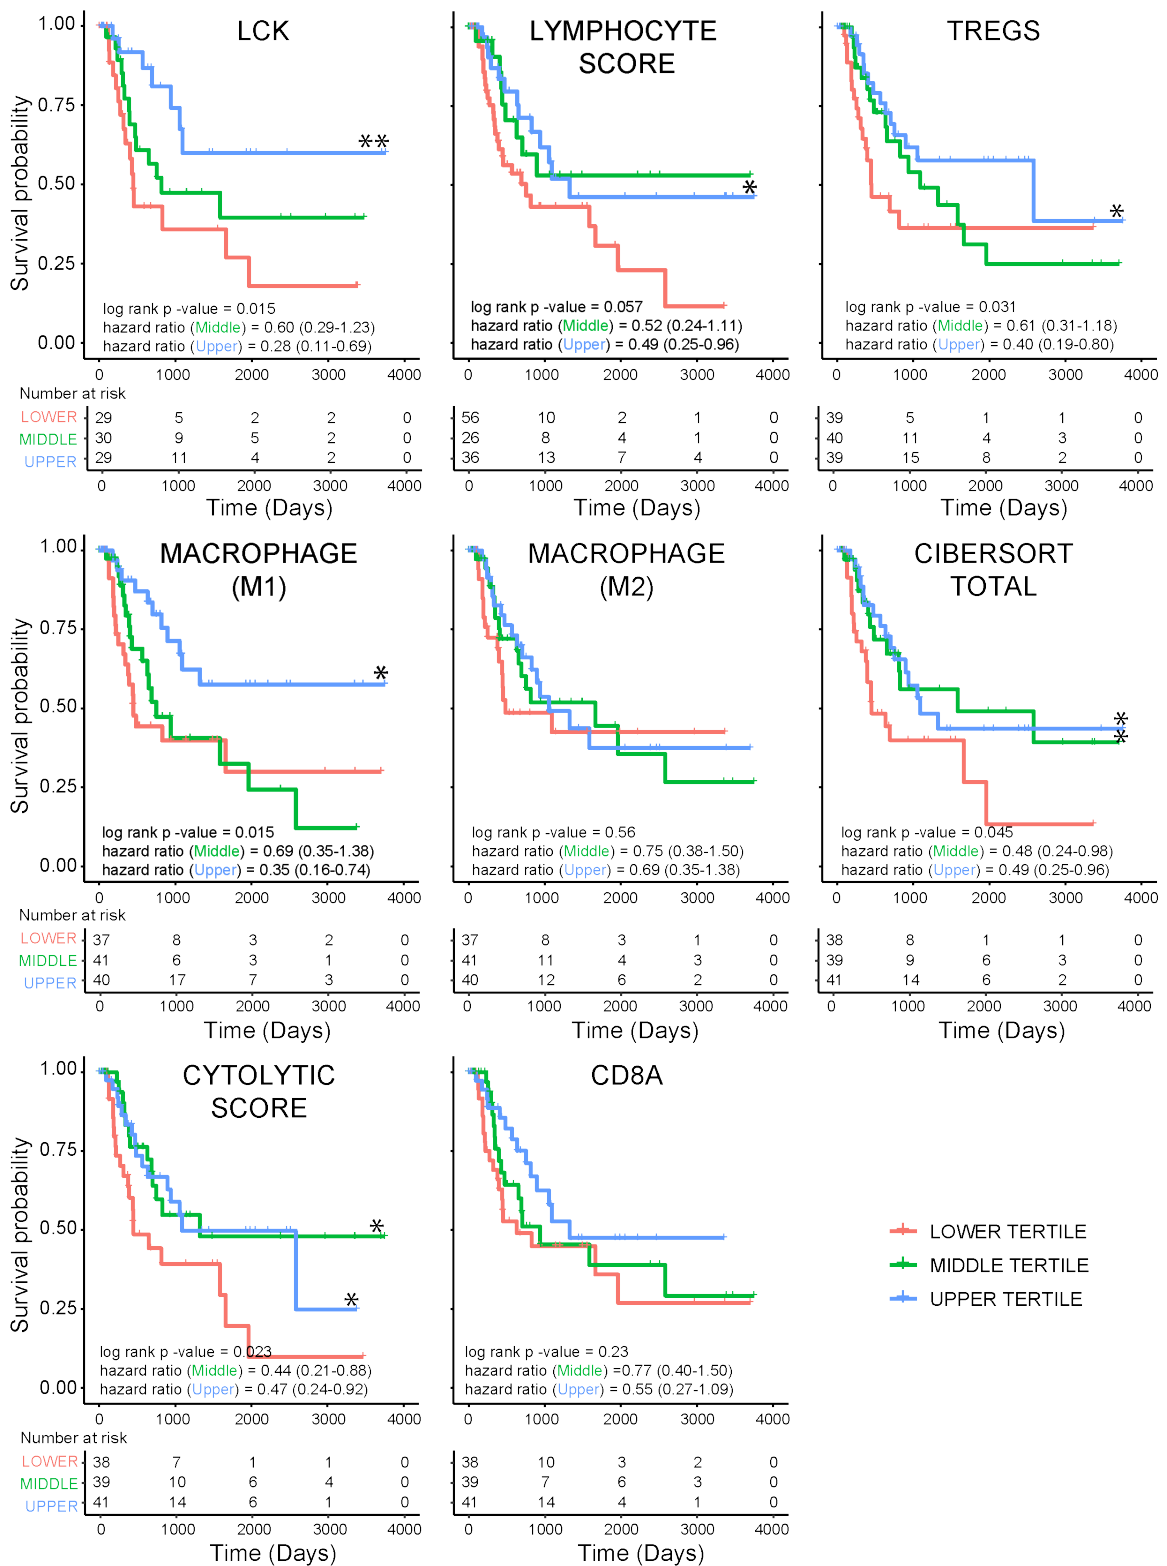 LCK
Survival probability
1.00
0.75
0.50
0.25
0.00
**
log rank p -value = 0.015
hazard ratio (Middle) = 0.60 (0.29-1.23)
hazard ratio (Upper) = 0.28 (0.11-0.69)
0 1000 2000 3000 4000
Number at risk
LOWER 29 5 2 2 0
MIDDLE 30 9 5 2 0
UPPER 29 11 4 2 0
0 1000 2000 3000 4000
Time (Days)
LYMPHOCYTE
SCORE
*
log rank p -value = 0.057
hazard ratio (Middle) = 0.52 (0.24-1.11)
hazard ratio (Upper) = 0.49 (0.25-0.96)
0 1000 2000 3000 4000
56 10 2 1 0
26 8 4 1 0
36 13 7 4 0
0 1000 2000 3000 4000
Time (Days)
TREGS
*
log rank p -value = 0.031
hazard ratio (Middle) = 0.61 (0.31-1.18)
hazard ratio (Upper) = 0.40 (0.19-0.80)
0 1000 2000 3000 4000
39 5 1 1 0
40 11 4 3 0
39 15 8 2 0
0 1000 2000 3000 4000
Time (Days)
MACROPHAGE
(M1)
Survival probability
1.00
0.75
0.50
0.25
0.00
*
log rank p -value = 0.015
hazard ratio (Middle) = 0.69 (0.35-1.38)
hazard ratio (Upper) = 0.35 (0.16-0.74)
0 1000 2000 3000 4000
Number at risk
LOWER 37 8 3 2 0
MIDDLE 41 6 3 1 0
UPPER 40 17 7 3 0
0 1000 2000 3000 4000
Time (Days)
MACROPHAGE
(M2)
log rank p -value = 0.56
hazard ratio (Middle) = 0.75 (0.38-1.50)
hazard ratio (Upper) = 0.69 (0.35-1.38)
0 1000 2000 3000 4000
37 8 3 1 0
41 11 4 3 0
40 12 6 2 0
0 1000 2000 3000 4000
Time (Days)
CIBERSORT
TOTAL
*
*
log rank p -value = 0.045
hazard ratio (Middle) = 0.48 (0.24-0.98)
hazard ratio (Upper) = 0.49 (0.25-0.96)
0 1000 2000 3000 4000
38 8 1 1 0
39 9 6 3 0
41 14 6 2 0
0 1000 2000 3000 4000
Time (Days)
CYTOLYTIC
SCORE
Survival probability
1.00
0.75
0.50
0.25
0.00
*
*
log rank p -value = 0.023
hazard ratio (Middle) = 0.44 (0.21-0.88)
hazard ratio (Upper) = 0.47 (0.24-0.92)
0 1000 2000 3000 4000
Number at risk
LOWER 38 7 1 1 0
MIDDLE 39 10 6 4 0
UPPER 41 14 6 1 0
0 1000 2000 3000 4000
Time (Days)
CD8A
log rank p -value = 0.23
hazard ratio (Middle) =0.77 (0.40-1.50)
hazard ratio (Upper) = 0.55 (0.27-1.09)
0 1000 2000 3000 4000
38 10 3 2 0
39 7 6 3 0
41 14 4 1 0
0 1000 2000 3000 4000
Time (Days)
LOWER TERTILE
MIDDLE TERTILE
UPPER TERTILE